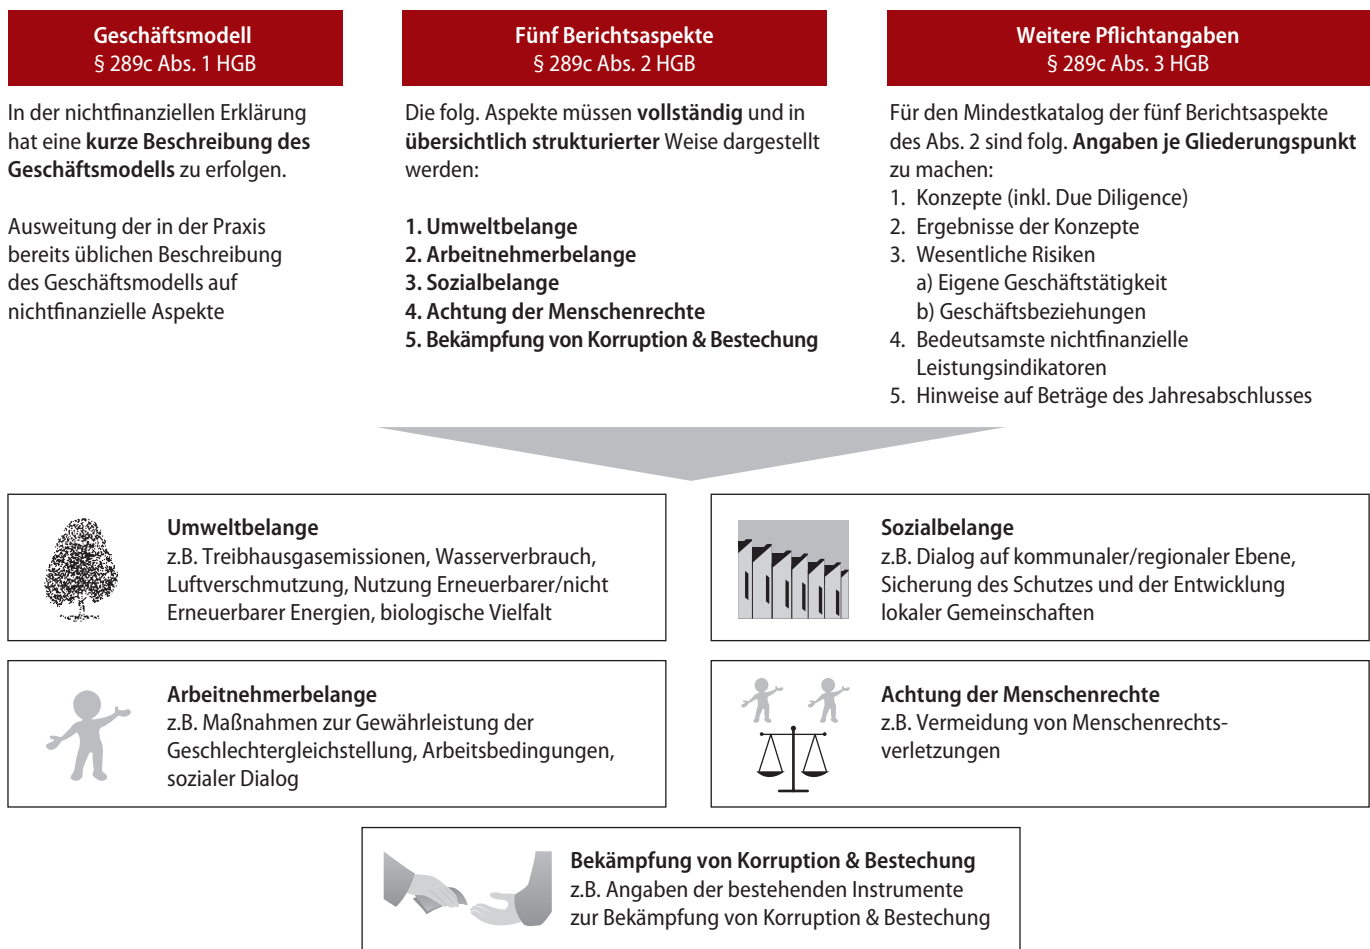 Geschäftsmodell
§ 289c Abs. 1 HGB
In der nichtfinanziellen Erklärung
hat eine kurze Beschreibung des
Geschäftsmodells zu erfolgen.
Ausweitung der in der Praxis
bereits üblichen Beschreibung
des Geschäftsmodells auf
nichtfinanzielle Aspekte
Fünf Berichtsaspekte
§ 289c Abs. 2 HGB
Die folg. Aspekte müssen vollständig und in
übersichtlich strukturierter Weise dargestellt
werden:
1. Umweltbelange
2. Arbeitnehmerbelange
3. Sozialbelange
4. Achtung der Menschenrechte
5. Bekämpfung von Korruption & Bestechung
Weitere Pflichtangaben
§ 289c Abs. 3 HGB
Für den Mindestkatalog der fünf Berichtsaspekte
des Abs. 2 sind folg. Angaben je Gliederungspunkt
zu machen:
1. Konzepte (inkl. Due Diligence)
2. Ergebnisse der Konzepte
3. Wesentliche Risiken
a) Eigene Geschäftstätigkeit
b) Geschäftsbeziehungen
4. Bedeutsamste nichtfinanzielle
Leistungsindikatoren
5. Hinweise auf Beträge des Jahresabschlusses
Umweltbelange
z.B. Treibhausgasemissionen, Wasserverbrauch,
Luftverschmutzung, Nutzung Erneuerbarer/nicht
Erneuerbarer Energien, biologische Vielfalt
Sozialbelange
z.B. Dialog auf kommunaler/regionaler Ebene,
Sicherung des Schutzes und der Entwicklung
lokaler Gemeinschaften
Arbeitnehmerbelange
z.B. Maßnahmen zur Gewährleistung der
Geschlechtergleichstellung, Arbeitsbedingungen,
sozialer Dialog
Achtung der Menschenrechte
z.B. Vermeidung von Menschenrechts-
verletzungen
Bekämpfung von Korruption & Bestechung
z.B. Angaben der bestehenden Instrumente
zur Bekämpfung von Korruption & Bestechung